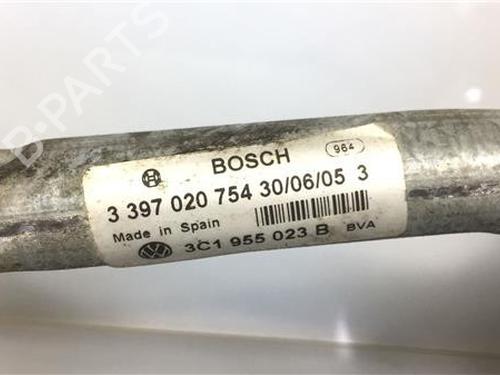 B-PARTS
BOSCH 964
3 397 020 754 30/06/05 3
Made in Spain
3C1 955 023 B BVA